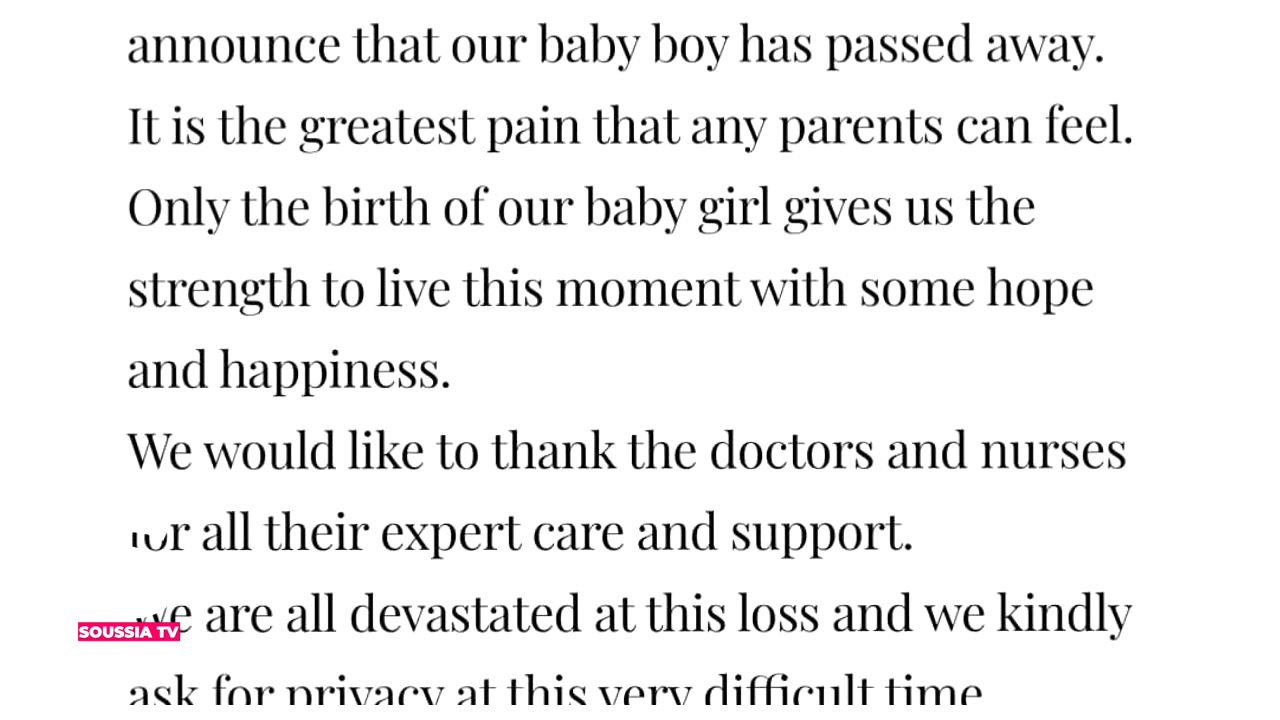 announce that our baby boy has passed away.
It is the greatest pain that any parents can feel.
Only the birth of our baby girl gives us the
strength to live this moment with some hope
and happiness.
We would like to thank the doctors and nurses
for all their expert care and support.
We are all devastated at this loss and we kindly
SOUSSIA TV
ask for privacy at this very difficult time